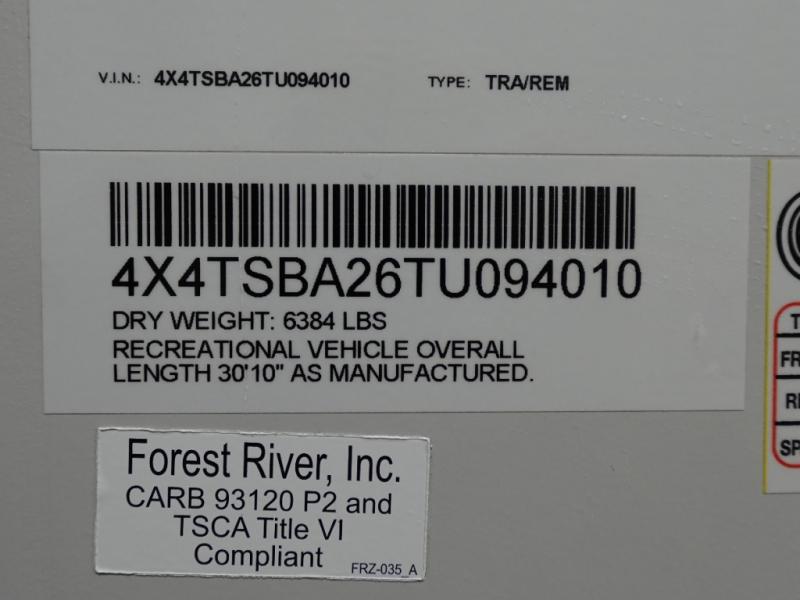 V.I.N.: 4X4TSBA26TU094010 TYPE: TRA/REM
4X4TSBA26TU094010
DRY WEIGHT: 6384 LBS
RECREATIONAL VEHICLE OVERALL
LENGTH 30'10" AS MANUFACTURED.
Forest River, Inc.
CARB 93120 P2 and
TSCA Title VI
Compliant
FRZ-035_A